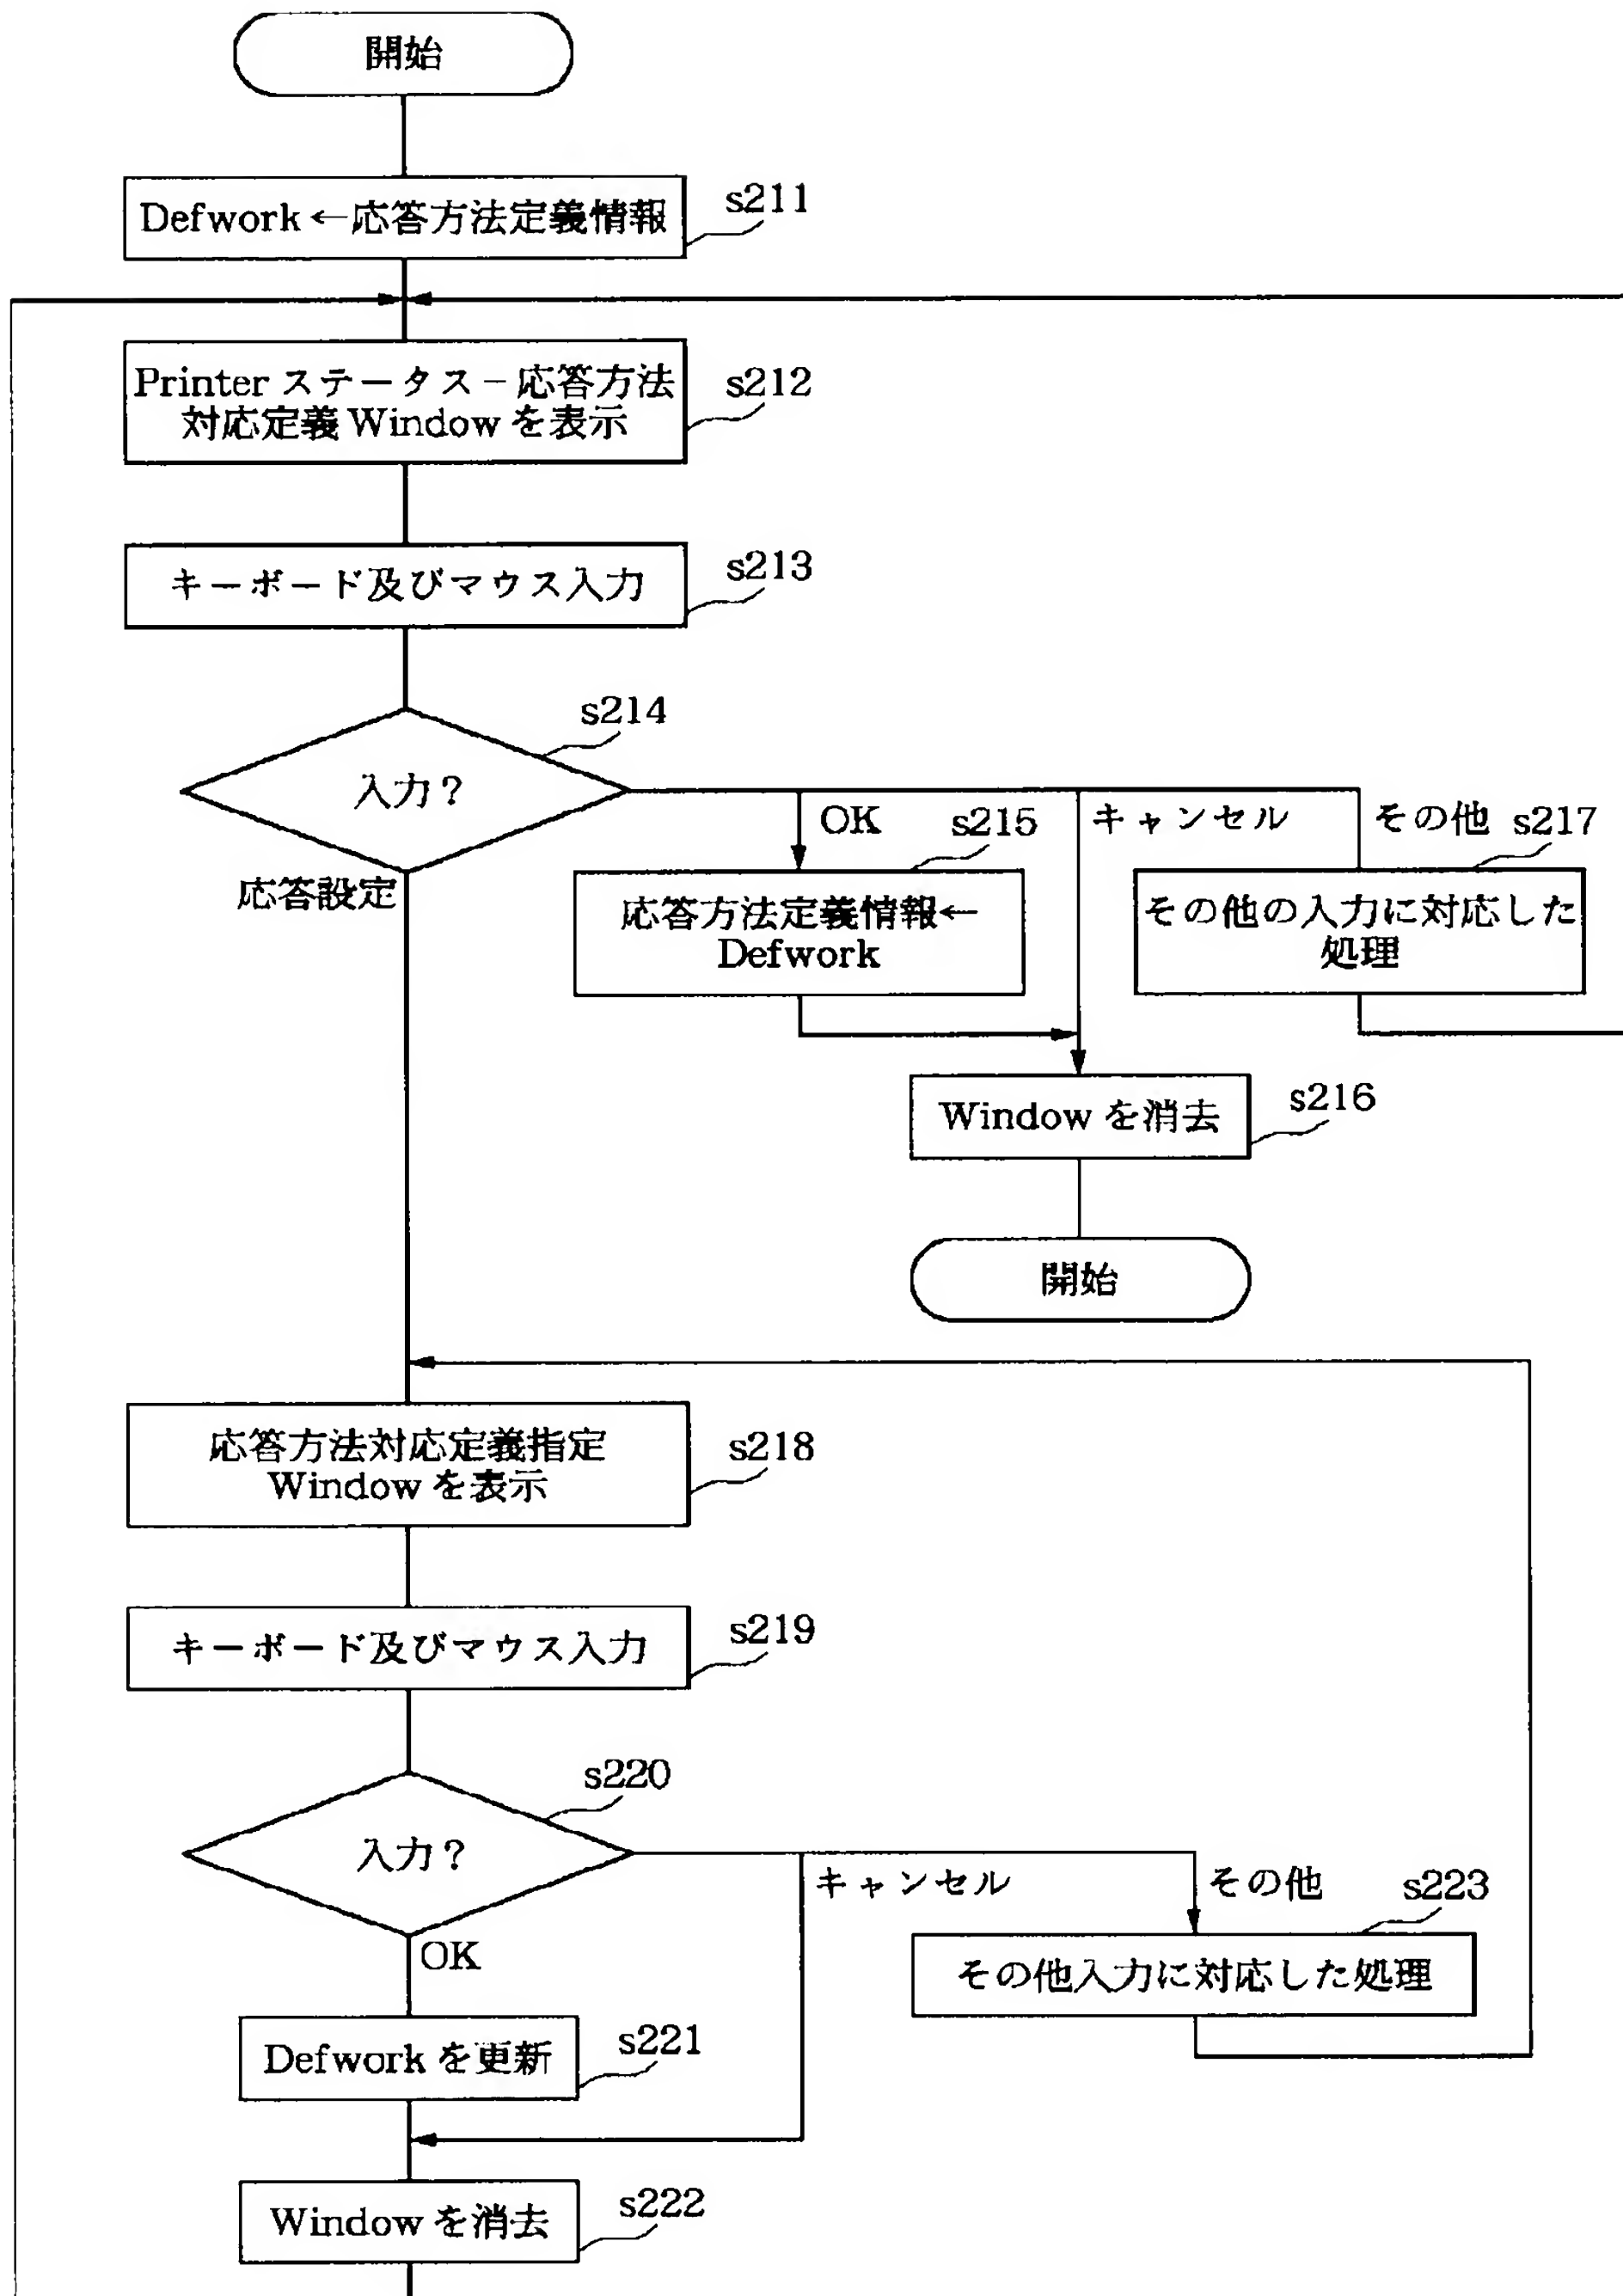 開始
Defwork←応答方法定義情報
s211
Printer ステータス－応答方法
対応定義 Window を表示
s212
キーボード及びマウス入力
s213
入力？
s214
応答設定
OK
s215
キャンセル
その他
s217
応答方法定義情報←
Defwork
その他の入力に対応した
処理
Window を消去
s216
開始
応答方法対応定義指定
Window を表示
s218
キーボード及びマウス入力
s219
入力？
s220
キャンセル
その他
s223
OK
その他入力に対応した処理
Defwork を更新
s221
Window を消去
s222